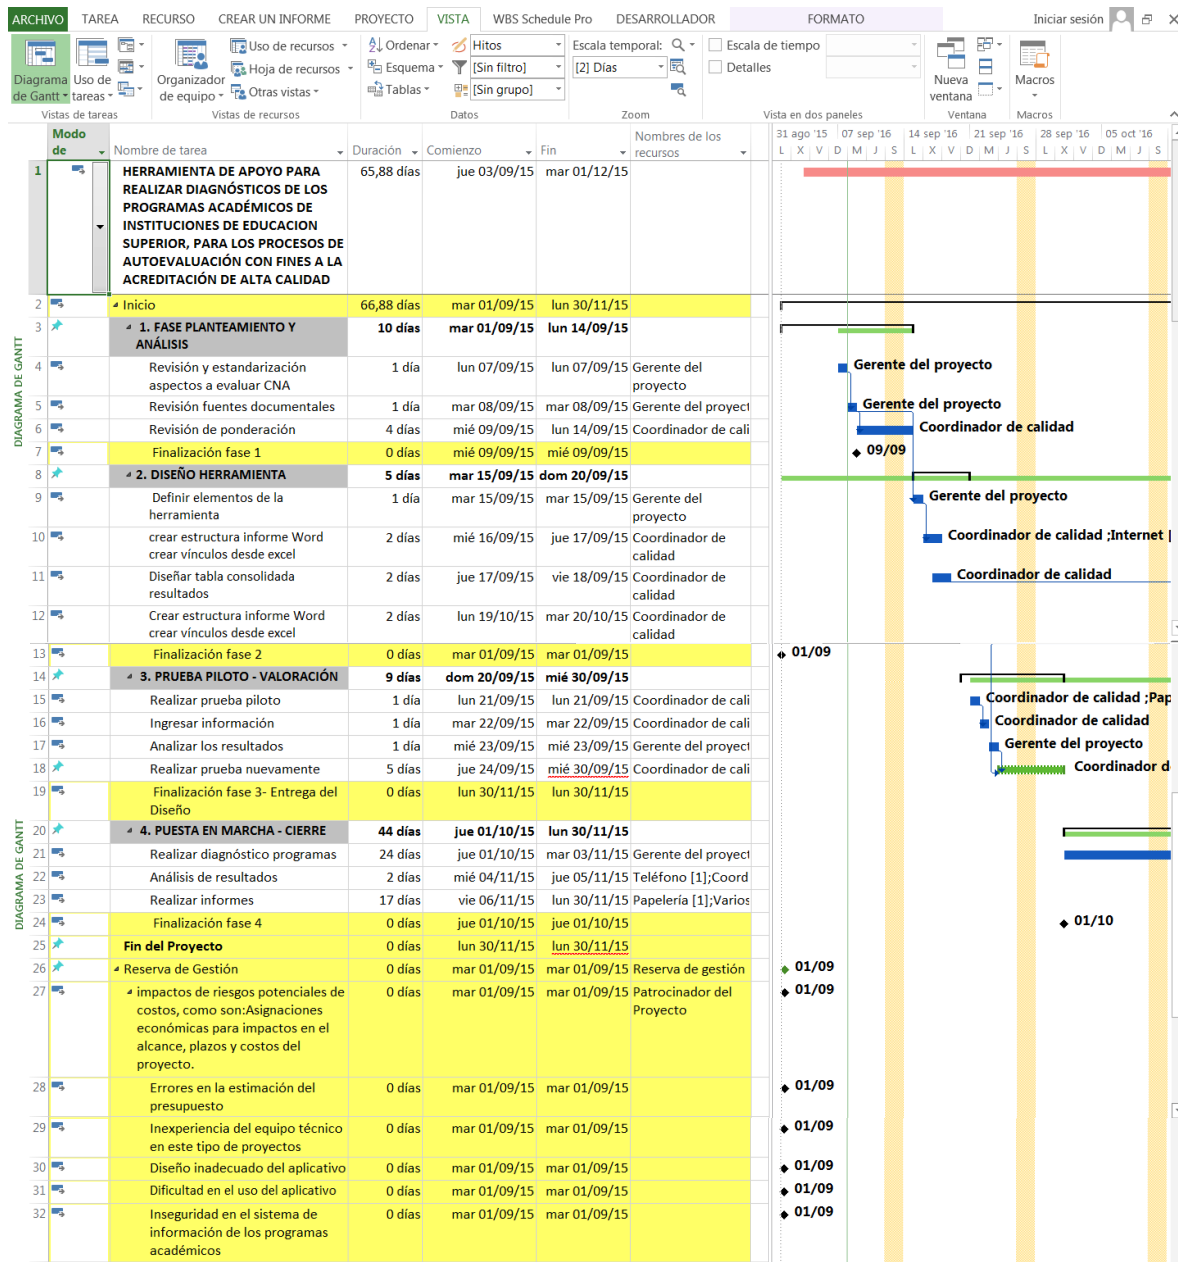 ARCHIVO TAREA RECURSO CREAR UN INFORME PROYECTO VISTA WBS Schedule Pro DESARROLLADOR FORMATO Iniciar sesión
Uso de recursos Ordenar Hitos Escala temporal: Escala de tiempo
Hoja de recursos Esquema [Sin filtro] [2] Días Detalles
Diagrama de Gantt Uso de tareas Organizador de equipo Otras vistas Tablas [Sin grupo] Nueva ventana Macros
Vistas de tareas Vistas de recursos Datos Zoom Vista en dos paneles Ventana Macros
Modo de Nombre de tarea Duración Comienzo Fin Nombres de los recursos
31 ago '15 07 sep '16 14 sep '16 21 sep '16 28 sep '16 05 oct '16
L X V D M J S L X V D M J S L X V D M J S
DIAGRAMA DE GANTT
1 HERRAMIENTA DE APOYO PARA 65,88 días jue 03/09/15 mar 01/12/15
REALIZAR DIAGNÓSTICOS DE LOS
PROGRAMAS ACADÉMICOS DE
INSTITUCIONES DE EDUCACION
SUPERIOR, PARA LOS PROCESOS DE
AUTOEVALUACIÓN CON FINES A LA
ACREDITACIÓN DE ALTA CALIDAD
2 Inicio 66,88 días mar 01/09/15 lun 30/11/15
3 1. FASE PLANTEAMIENTO Y 10 días mar 01/09/15 lun 14/09/15
ANÁLISIS
4 Revisión y estandarización 1 día lun 07/09/15 lun 07/09/15 Gerente del Gerente del proyecto
aspectos a evaluar CNA proyecto
5 Revisión fuentes documentales 1 día mar 08/09/15 mar 08/09/15 Gerente del proyect Gerente del proyecto
6 Revisión de ponderación 4 días mié 09/09/15 lun 14/09/15 Coordinador de cali Coordinador de calidad
7 Finalización fase 1 0 días mié 09/09/15 mié 09/09/15 09/09
8 2. DISEÑO HERRAMIENTA 5 días mar 15/09/15 dom 20/09/15
9 Definir elementos de la 1 día mar 15/09/15 mar 15/09/15 Gerente del Gerente del proyecto
herramienta proyecto
10 crear estructura informe Word 2 días mié 16/09/15 jue 17/09/15 Coordinador de Coordinador de calidad ;Internet [
crear vínculos desde excel calidad
11 Diseñar tabla consolidada 2 días jue 17/09/15 vie 18/09/15 Coordinador de Coordinador de calidad
resultados calidad
12 Crear estructura informe Word 2 días lun 19/10/15 mar 20/10/15 Coordinador de
crear vínculos desde excel calidad
13 Finalización fase 2 0 días mar 01/09/15 mar 01/09/15 01/09
14 3. PRUEBA PILOTO - VALORACIÓN 9 días dom 20/09/15 mié 30/09/15
15 Realizar prueba piloto 1 día lun 21/09/15 lun 21/09/15 Coordinador de cali Coordinador de calidad ;Pap
16 Ingresar información 1 día mar 22/09/15 mar 22/09/15 Coordinador de cali Coordinador de calidad
17 Analizar los resultados 1 día mié 23/09/15 mié 23/09/15 Gerente del proyect Gerente del proyecto
18 Realizar prueba nuevamente 5 días jue 24/09/15 mié 30/09/15 Coordinador de cali Coordinador d
19 Finalización fase 3- Entrega del 0 días lun 30/11/15 lun 30/11/15
Diseño
DIAGRAMA DE GANTT
20 4. PUESTA EN MARCHA - CIERRE 44 días jue 01/10/15 lun 30/11/15
21 Realizar diagnóstico programas 24 días jue 01/10/15 mar 03/11/15 Gerente del proyect
22 Análisis de resultados 2 días mié 04/11/15 jue 05/11/15 Teléfono [1];Coord
23 Realizar informes 17 días vie 06/11/15 lun 30/11/15 Papelería [1];Varios
24 Finalización fase 4 0 días jue 01/10/15 jue 01/10/15 01/10
25 Fin del Proyecto 0 días lun 30/11/15 lun 30/11/15
26 Reserva de Gestión 0 días mar 01/09/15 mar 01/09/15 Reserva de gestión 01/09
27 impactos de riesgos potenciales de 0 días mar 01/09/15 mar 01/09/15 Patrocinador del 01/09
costos, como son:Asignaciones Proyecto
económicas para impactos en el
alcance, plazos y costos del
proyecto.
28 Errores en la estimación del 0 días mar 01/09/15 mar 01/09/15 01/09
presupuesto
29 Inexperiencia del equipo técnico 0 días mar 01/09/15 mar 01/09/15 01/09
en este tipo de proyectos
30 Diseño inadecuado del aplicativo 0 días mar 01/09/15 mar 01/09/15 01/09
31 Dificultad en el uso del aplicativo 0 días mar 01/09/15 mar 01/09/15 01/09
32 Inseguridad en el sistema de 0 días mar 01/09/15 mar 01/09/15 01/09
información de los programas
académicos